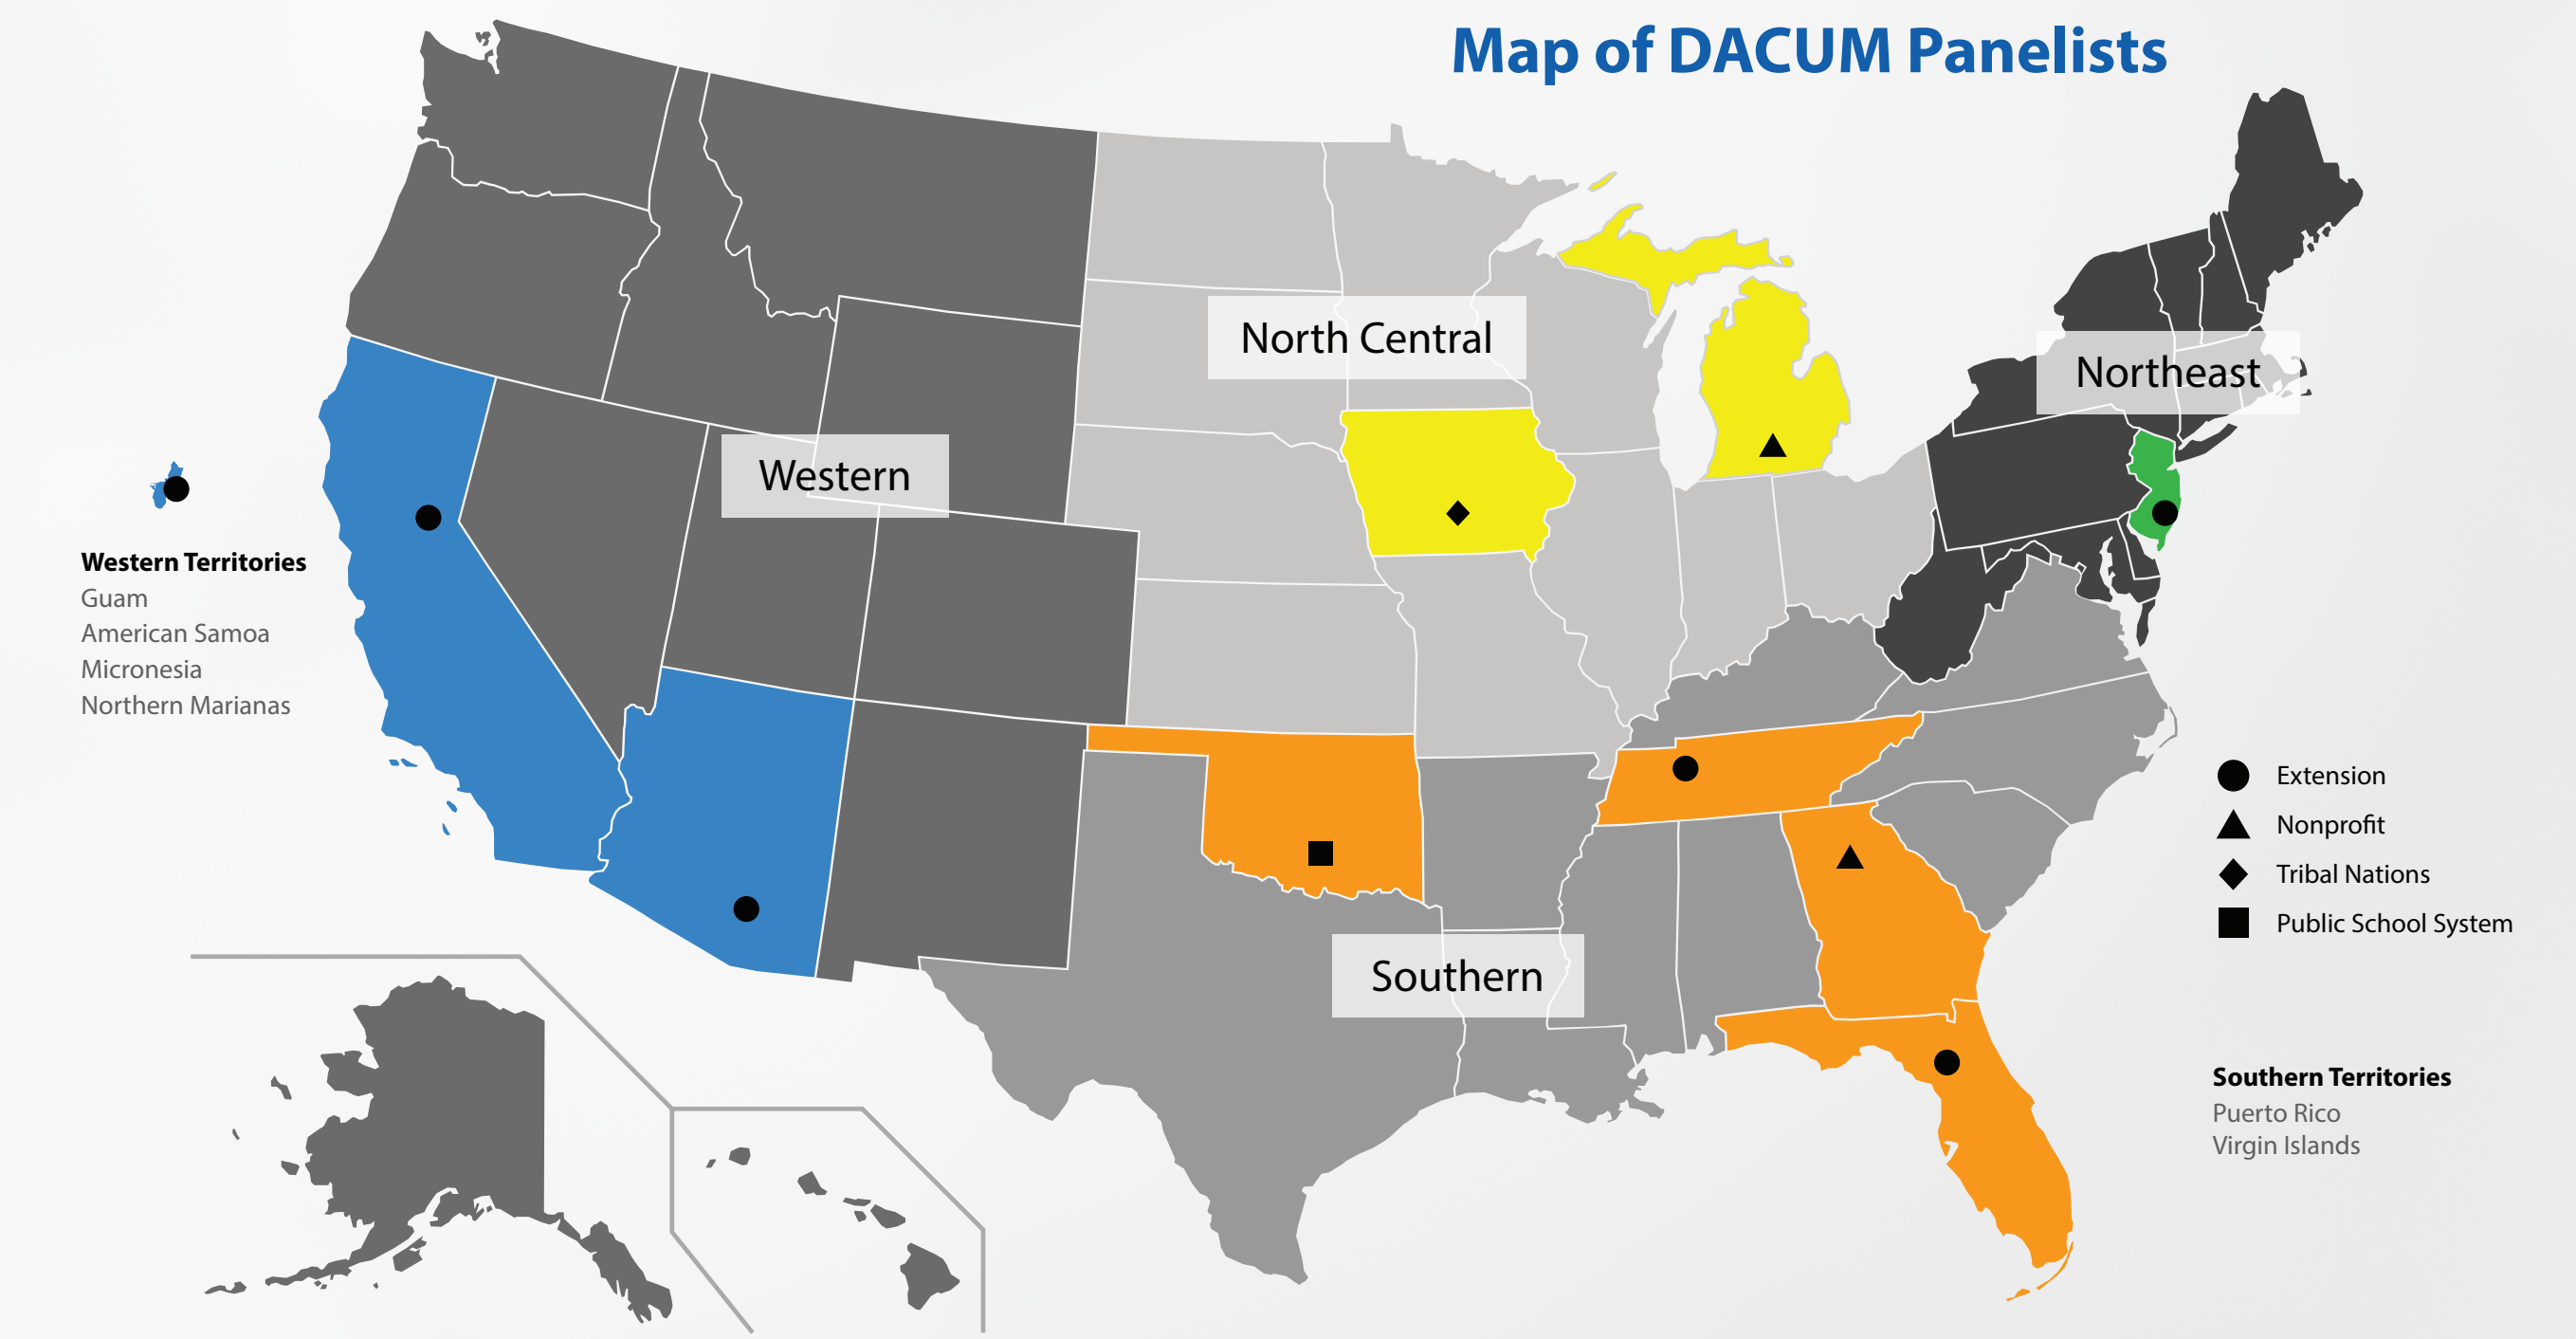 Map of DACUM Panelists
North Central
Northeast
Western
Western Territories
Guam
American Samoa
Micronesia
Northern Marianas
Extension
Nonprofit
Tribal Nations
Public School System
Southern
Southern Territories
Puerto Rico
Virgin Islands